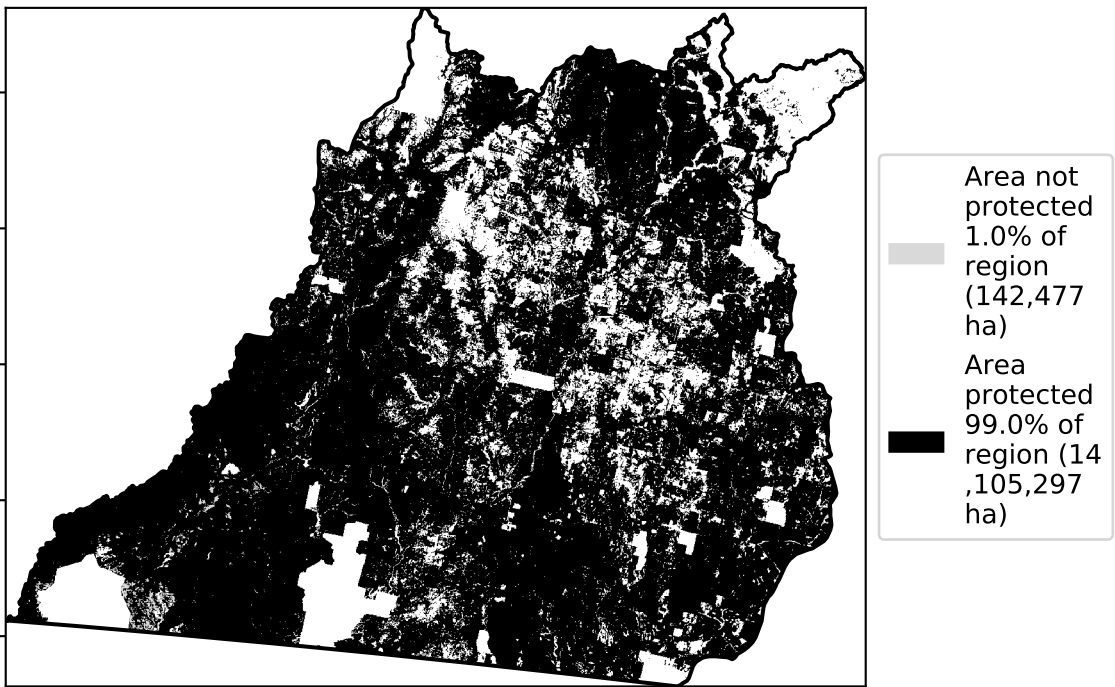 Area not
protected
1.0% of
region
(142,477
ha)
Area
protected
99.0% of
region (14
,105,297
ha)